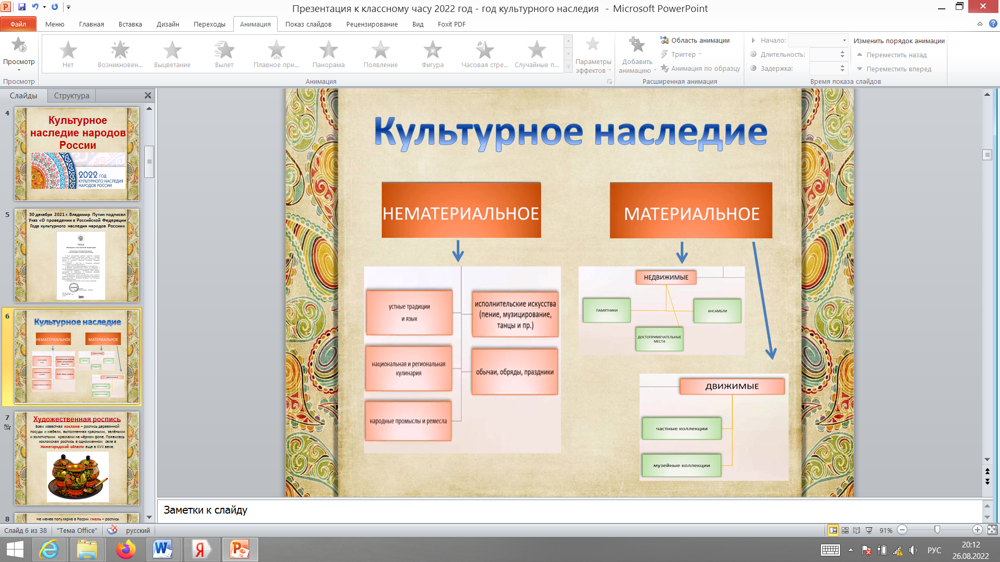 Презентация к классному часу 2022 год - год культурного наследия - Microsoft PowerPoint
Файл
Меню
Главная
Вставка
Дизайн
Переходы
Анимация
Показ слайдов
Рецензирование
Вид
Foxit PDF
Просмотр
Просмотр
Нет
Возникновен...
Выцветание
Вылет
Плавное при...
Панорама
Появление
Фигура
Часовая стре...
Случайные п...
Анимация
Параметры
эффектов
Добавить
анимацию
Область анимации
Триггер
Анимация по образцу
Расширенная анимация
Начало:
Длительность:
Задержка:
Изменить порядок анимации
Переместить назад
Переместить вперед
Время показа слайдов
Слайды
Структура
4
Культурное
наследие народов
России
2022 ГОД
КУЛЬТУРНОГО НАСЛЕДИЯ
НАРОДОВ РОССИИ
5
30 декабря 2021 г. Владимир Путин подписал
Указ «О проведении в Российской Федерации
Года культурного наследия народов России»
УКАЗ
6
Культурное наследие
НЕМАТЕРИАЛЬНОЕ
МАТЕРИАЛЬНОЕ
7
Художественная роспись
Всем известная хохлома – роспись деревянной
посуды и мебели, выполненная красными, зелёными
и золотистыми красками на чёрном фоне. Появилась
хохломская роспись в одноименном селе в
Нижегородской области еще в XVII веке.
8
Не менее популярна в России гжель – роспись
Культурное наследие
НЕМАТЕРИАЛЬНОЕ
МАТЕРИАЛЬНОЕ
устные традиции
и язык
исполнительские искусства
(пение, музицирование,
танцы и пр.)
национальная и региональная
кулинария
обычаи, обряды, праздники
народные промыслы и ремесла
НЕДВИЖИМЫЕ
ПАМЯТНИКИ
АНСАМБЛИ
ДОСТОПРИМЕЧАТЕЛЬНЫЕ
МЕСТА
ДВИЖИМЫЕ
частные коллекции
музейные коллекции
Заметки к слайду
Слайд 6 из 38
"Тема Office"
русский
91%
РУС
20:12
26.08.2022